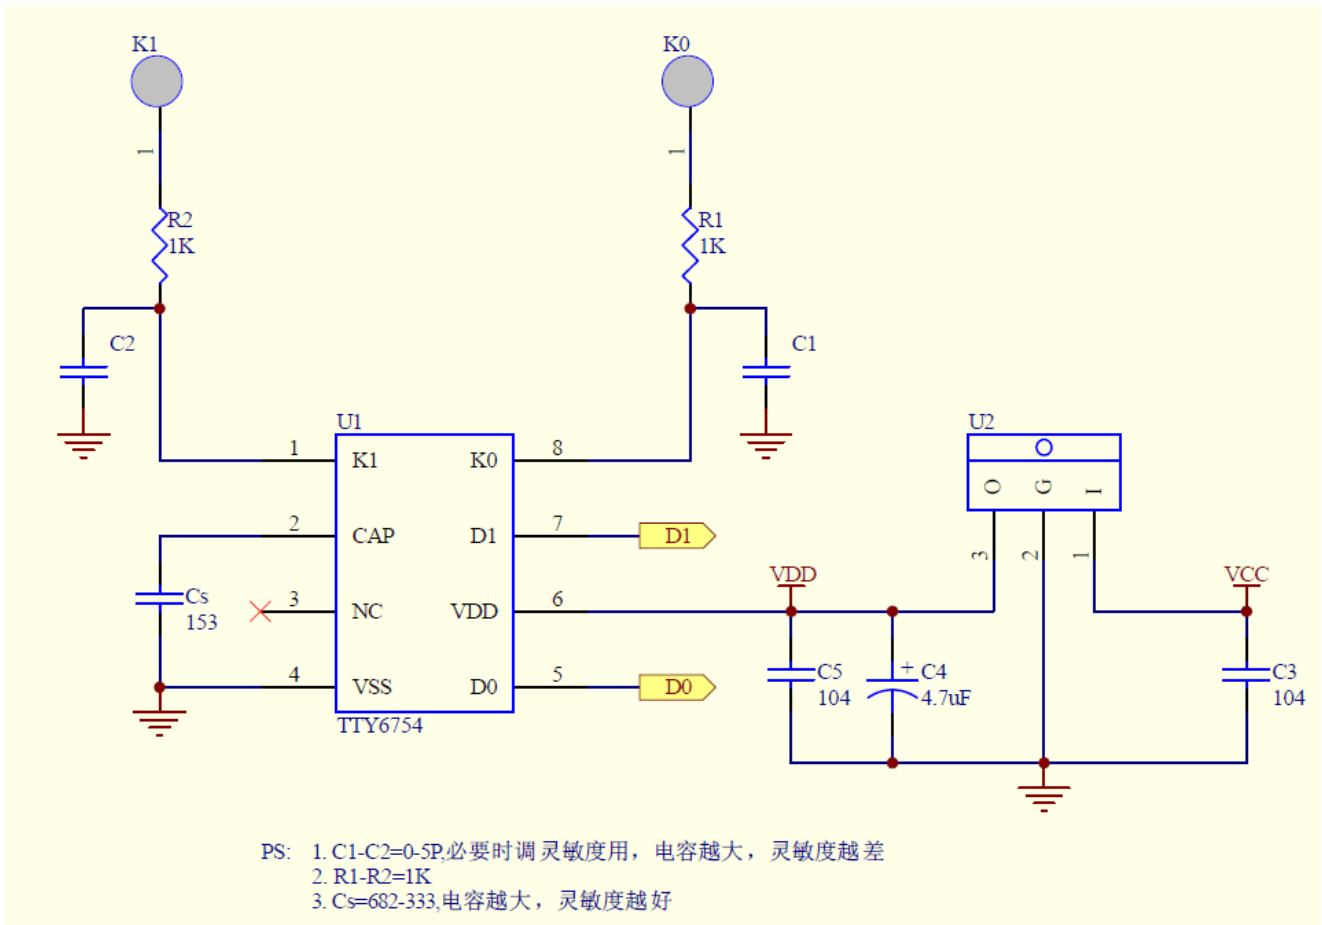 K1
K0
1
1
R2
1K
R1
1K
C2
C1
U1
U2
1
K1
K0
8
O
G
I
2
CAP
D1
7
D1
3
2
1
VDD
VCC
Cs
153
3
NC
VDD
6
C5
104
+
C4
4.7uF
C3
104
4
VSS
D0
5
D0
TTY6754
PS: 1. C1-C2=0-5P,必要时调灵敏度用，电容越大，灵敏度越差
2. R1-R2=1K
3. Cs=682-333,电容越大，灵敏度越好